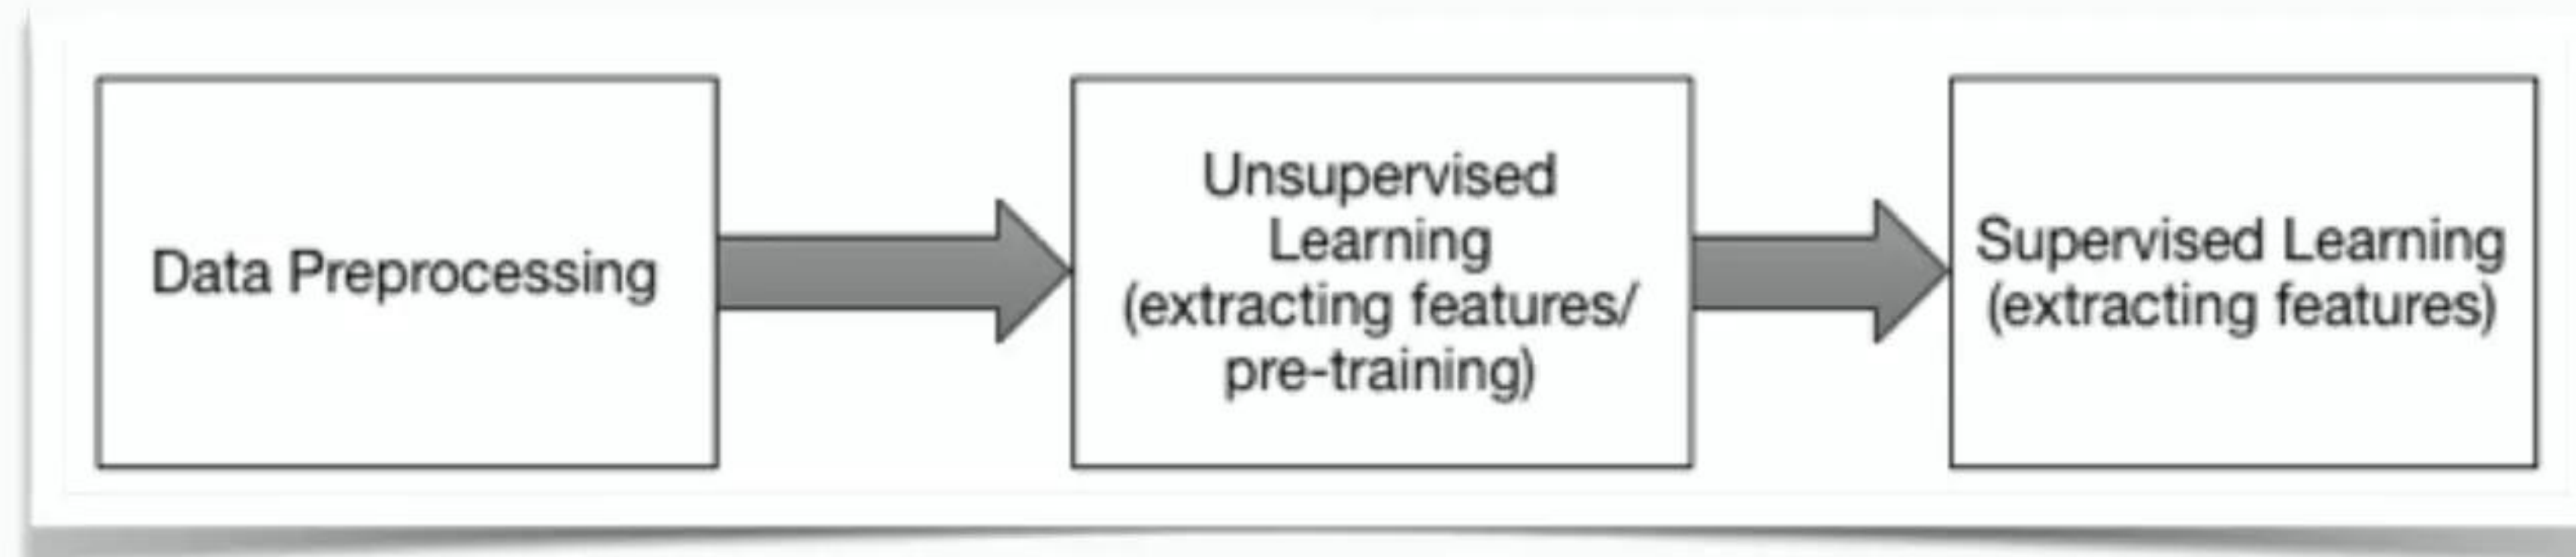 Data Preprocessing
Unsupervised
Learning
(extracting features/
pre-training)
Supervised Learning
(extracting features)